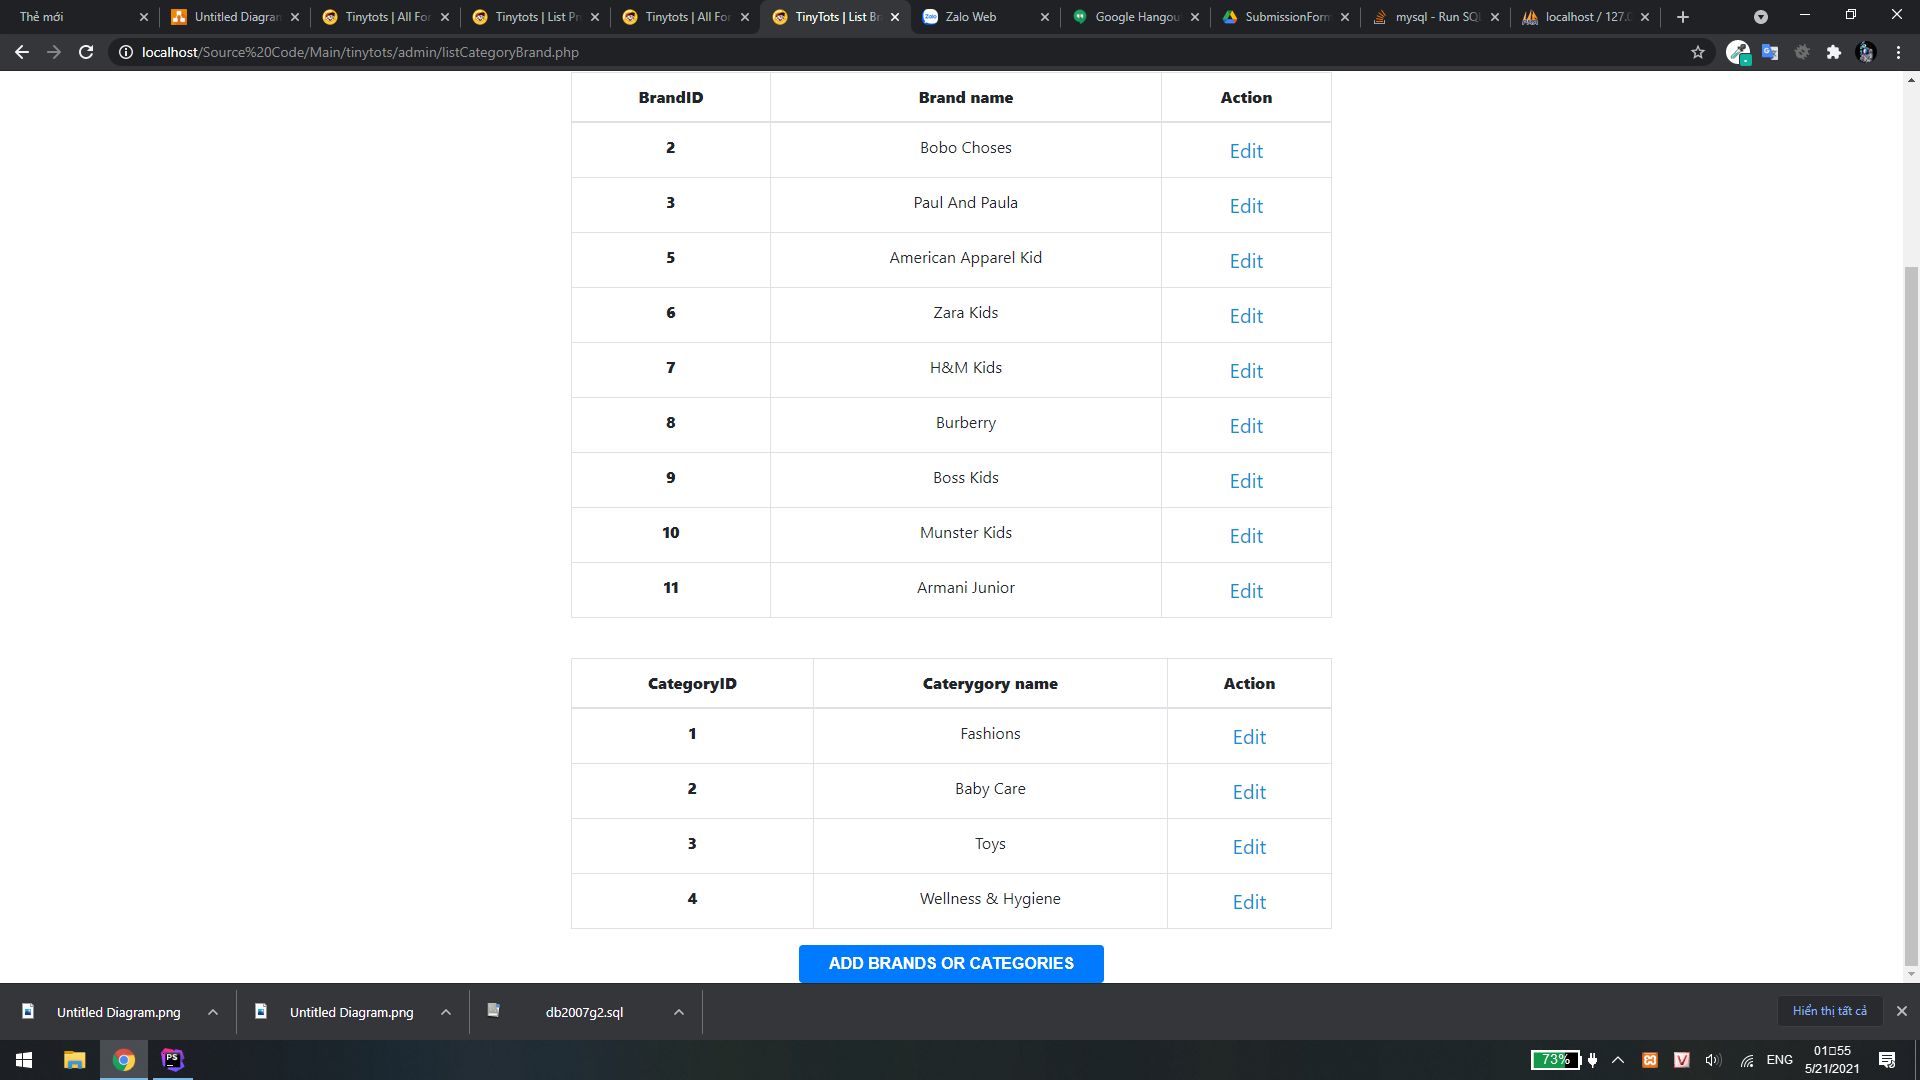 Thẻ mới
Untitled Diagram
Tinytots | All For
Tinytots | List Pr
Tinytots | All For
TinyTots | List Br
Zalo Web
Google Hangout
SubmissionForm
mysql - Run SQL
localhost / 127.0
localhost/Source%20Code/Main/tinytots/admin/listCategoryBrand.php
BrandID Brand name Action
2 Bobo Choses Edit
3 Paul And Paula Edit
5 American Apparel Kid Edit
6 Zara Kids Edit
7 H&M Kids Edit
8 Burberry Edit
9 Boss Kids Edit
10 Munster Kids Edit
11 Armani Junior Edit
CategoryID Caterygory name Action
1 Fashions Edit
2 Baby Care Edit
3 Toys Edit
4 Wellness & Hygiene Edit
ADD BRANDS OR CATEGORIES
Untitled Diagram.png
Untitled Diagram.png
db2007g2.sql
Hiển thị tất cả
73%
ENG
01□55
5/21/2021